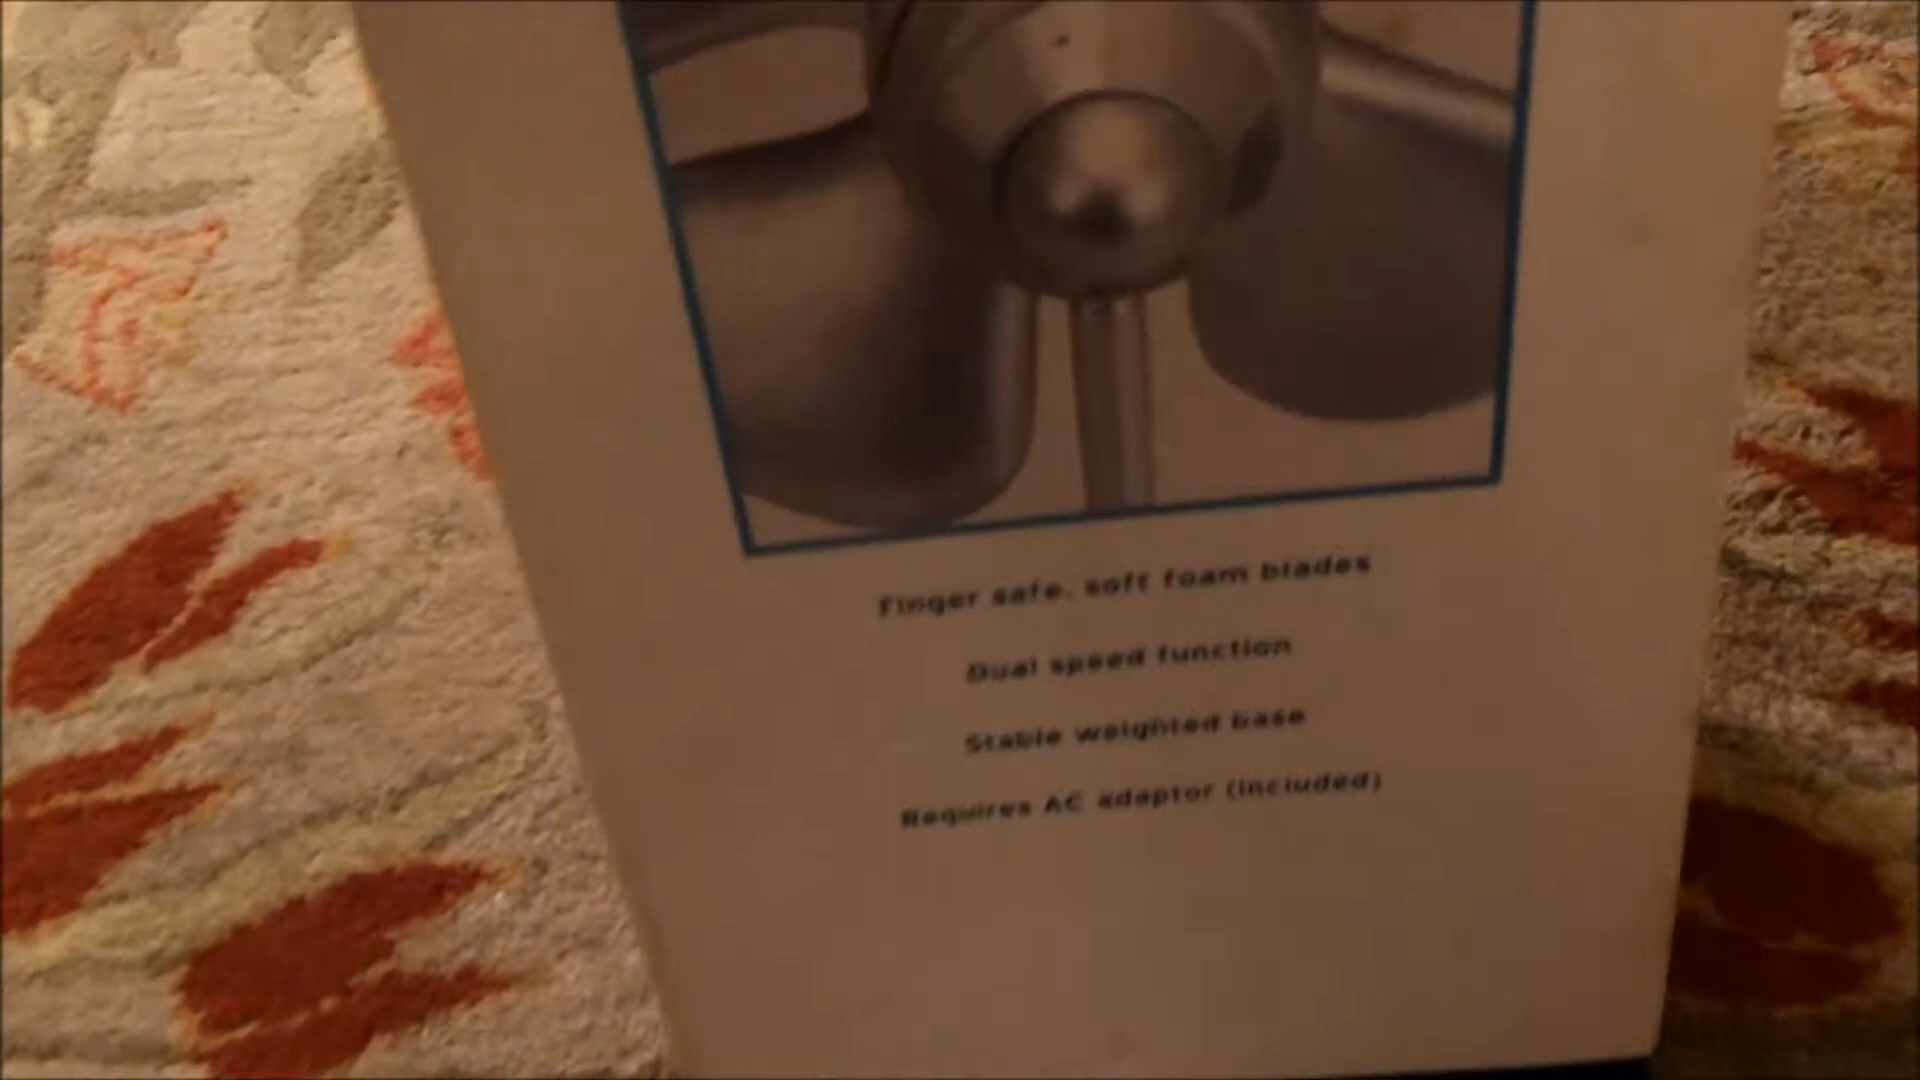 Finger safe, soft foam blades
Dual speed function
Stable weighted base
Requires AC adaptor (included)